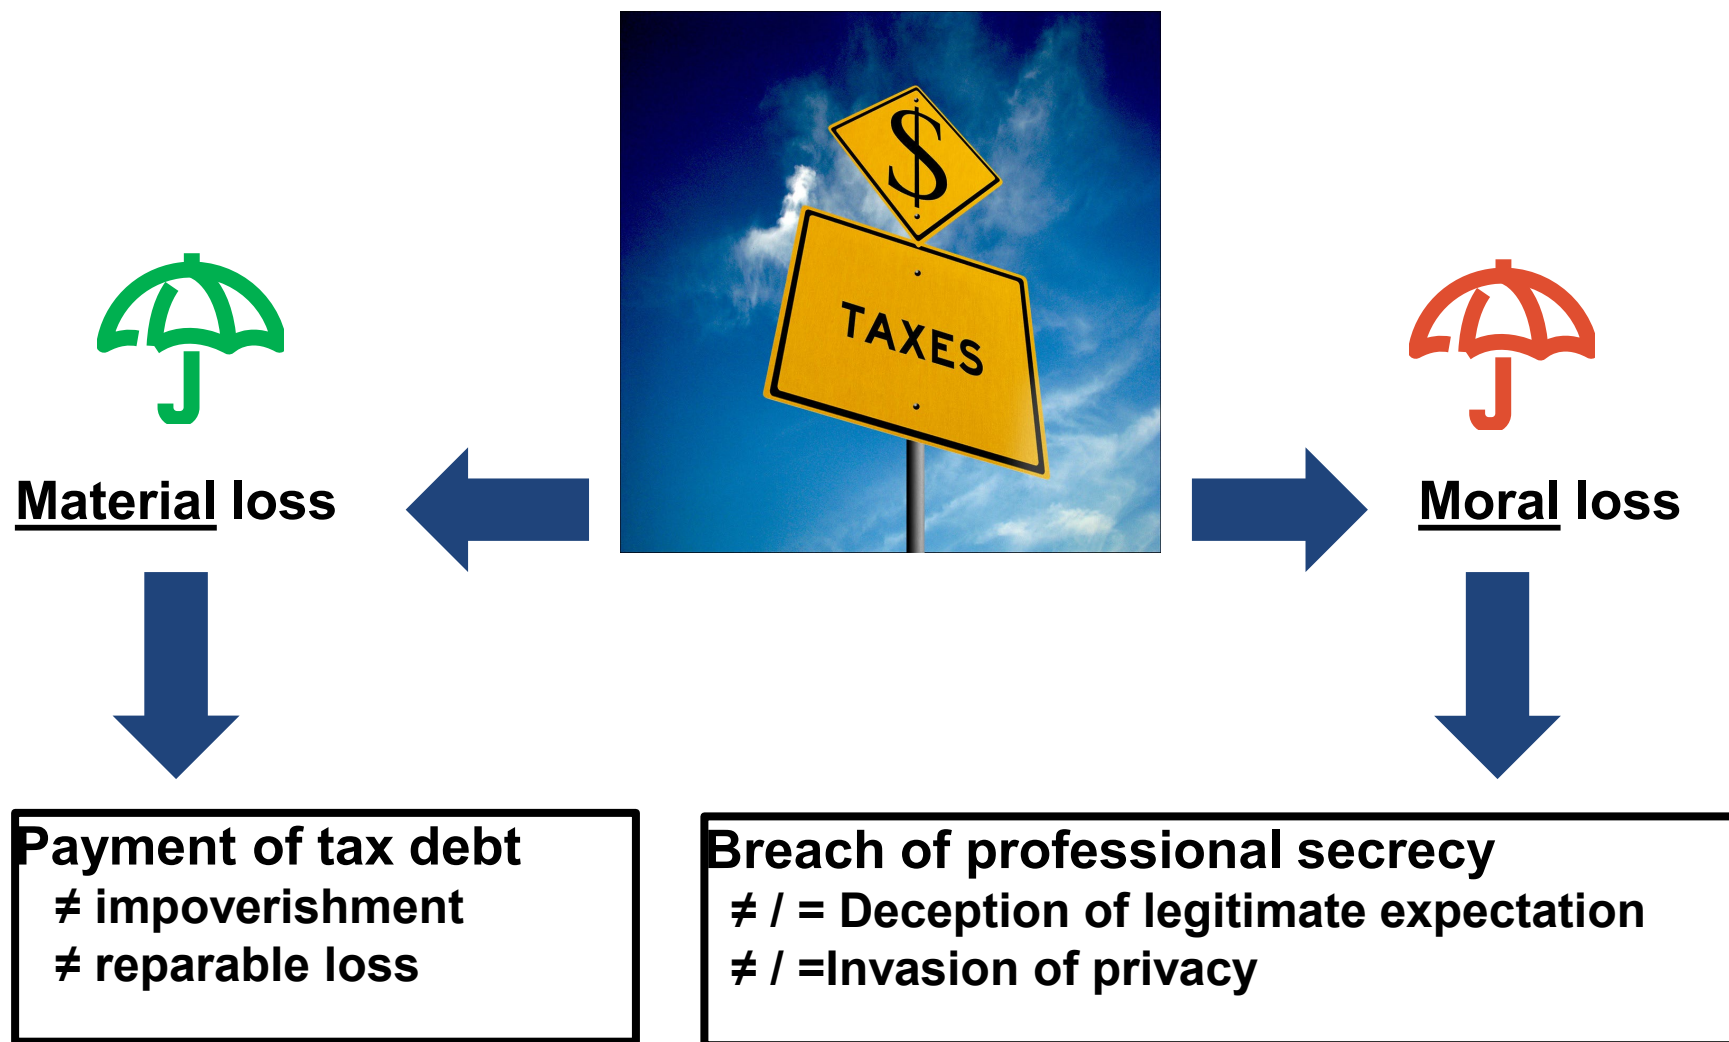 $
TAXES
Material loss
Moral loss
Payment of tax debt
≠ impoverishment
≠ reparable loss
Breach of professional secrecy
≠ / = Deception of legitimate expectation
≠ / =Invasion of privacy